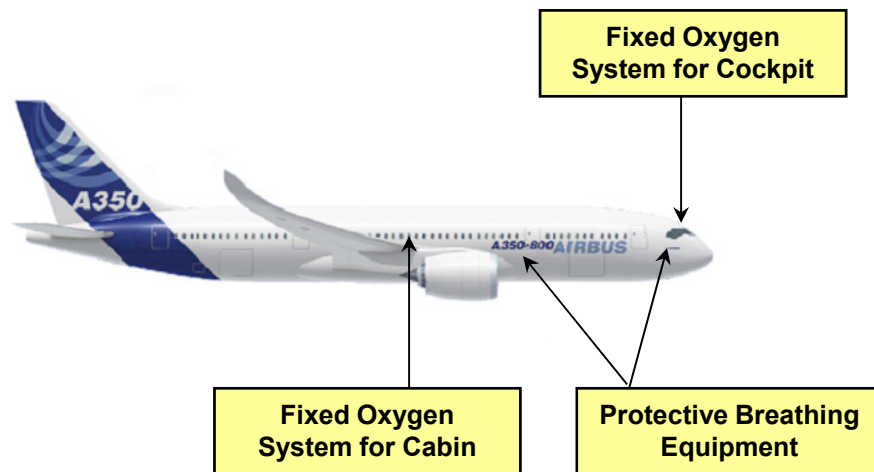 Fixed Oxygen
System for Cockpit
A350
A350-800 AIRBUS
Fixed Oxygen
System for Cabin
Protective Breathing
Equipment